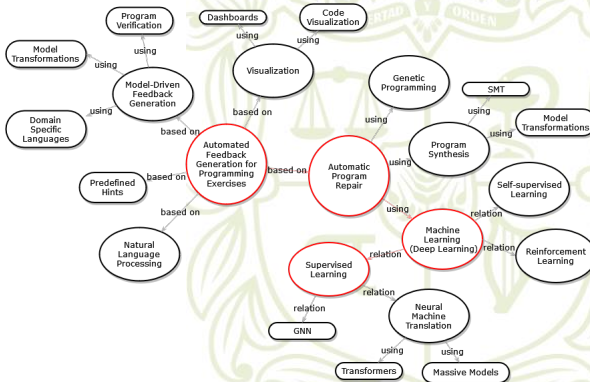 LIBERTAD Y ORDEN
Program
Verification
Dashboards
Code
Visualization
using
using
using
Model
Transformations
using
Visualization
Genetic
Programming
SMT
Model-Driven
Feedback
Generation
using
Domain
Specific
Languages
based on
based on
using
using
Model
Transformations
using
Automated
Feedback
Generation for
Programming
Exercises
based on
Automatic
Program
Repair
using
Program
Synthesis
Predefined
Hints
based on
Self-supervised
Learning
based on
using
relation
Natural
Language
Processing
Machine
Learning
(Deep Learning)
relation
Reinforcement
Learning
Supervised
Learning
relation
relation
relation
Neural
Machine
Translation
GNN
using
using
Transformers
Massive Models